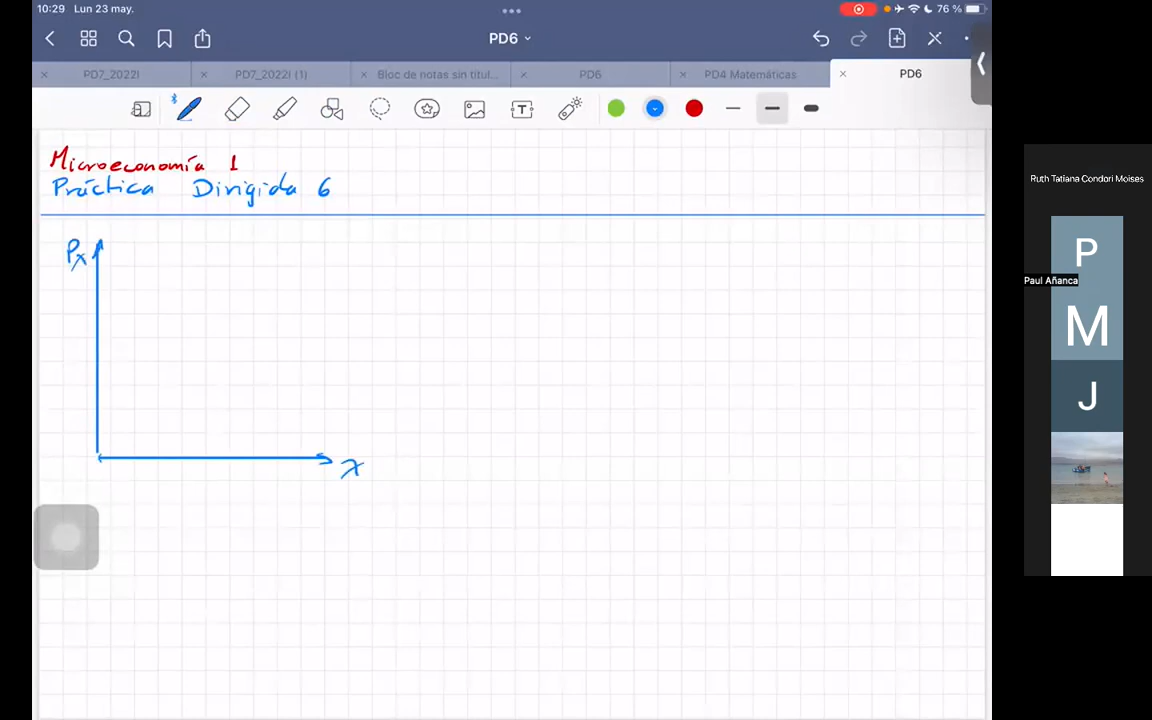 10:29 Lun 23 may.
76 %
PD6
PD7_2022I
PD7_2022I (1)
Bloc de notas sin titul...
PD6
PD4 Matemáticas
PD6
Microeconomía 1
Práctica Dirigida 6
Px
x
Ruth Tatiana Condori Moises
P
Paul Añanca
M
J